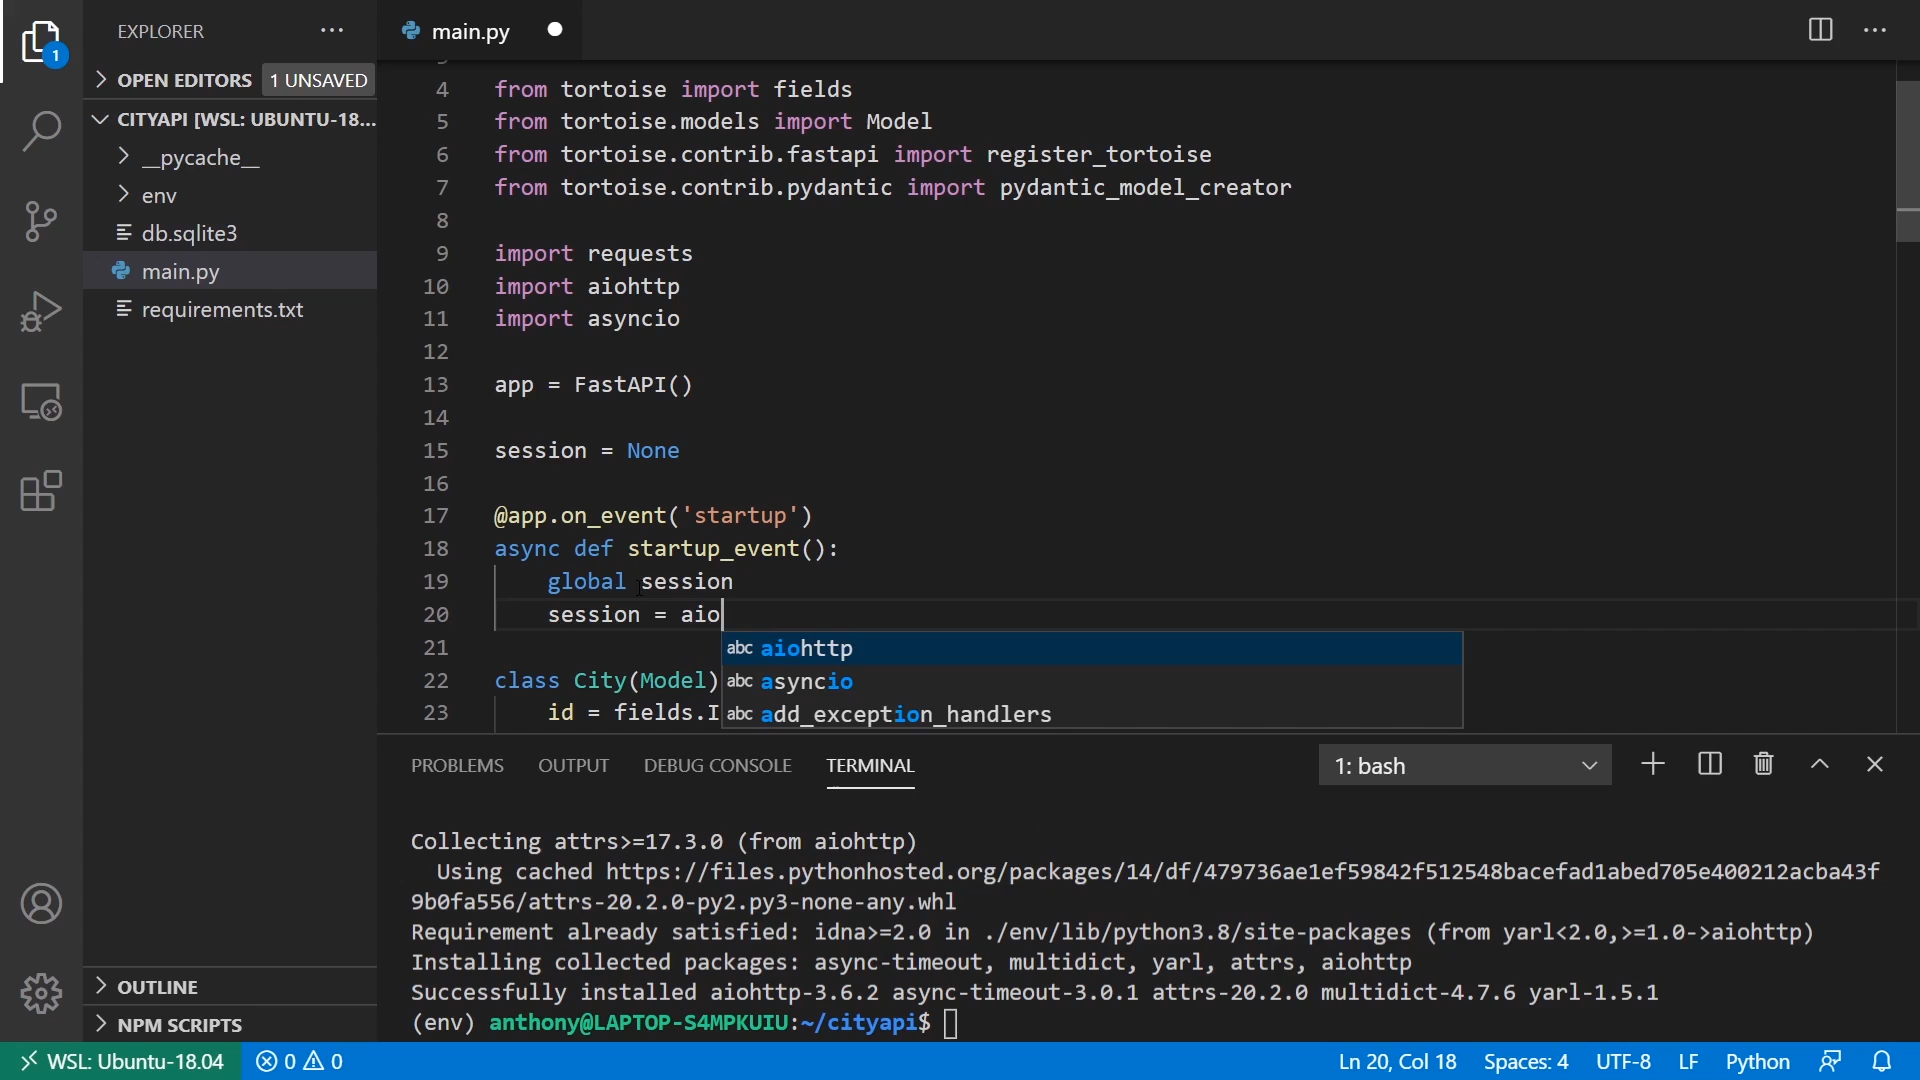 1
EXPLORER ···
main.py
OPEN EDITORS 1 UNSAVED
CITYAPI [WSL: UBUNTU-18...
__pycache__
env
db.sqlite3
main.py
requirements.txt
OUTLINE
NPM SCRIPTS
4 from tortoise import fields
5 from tortoise.models import Model
6 from tortoise.contrib.fastapi import register_tortoise
7 from tortoise.contrib.pydantic import pydantic_model_creator
8
9 import requests
10 import aiohttp
11 import asyncio
12
13 app = FastAPI()
14
15 session = None
16
17 @app.on_event('startup')
18 async def startup_event():
19 global session
20 session = aio
21
22 class City(Model)
23 id = fields.I
abc aiohttp
abc asyncio
abc add_exception_handlers
PROBLEMS OUTPUT DEBUG CONSOLE TERMINAL 1: bash
Collecting attrs>=17.3.0 (from aiohttp)
Using cached https://files.pythonhosted.org/packages/14/df/479736ae1ef59842f512548bacefad1abed705e400212acba43f
9b0fa556/attrs-20.2.0-py2.py3-none-any.whl
Requirement already satisfied: idna>=2.0 in ./env/lib/python3.8/site-packages (from yarl<2.0,>=1.0->aiohttp)
Installing collected packages: async-timeout, multidict, yarl, attrs, aiohttp
Successfully installed aiohttp-3.6.2 async-timeout-3.0.1 attrs-20.2.0 multidict-4.7.6 yarl-1.5.1
(env) anthony@LAPTOP-S4MPKUIU:~/cityapi$
WSL: Ubuntu-18.04 0 0 Ln 20, Col 18 Spaces: 4 UTF-8 LF Python